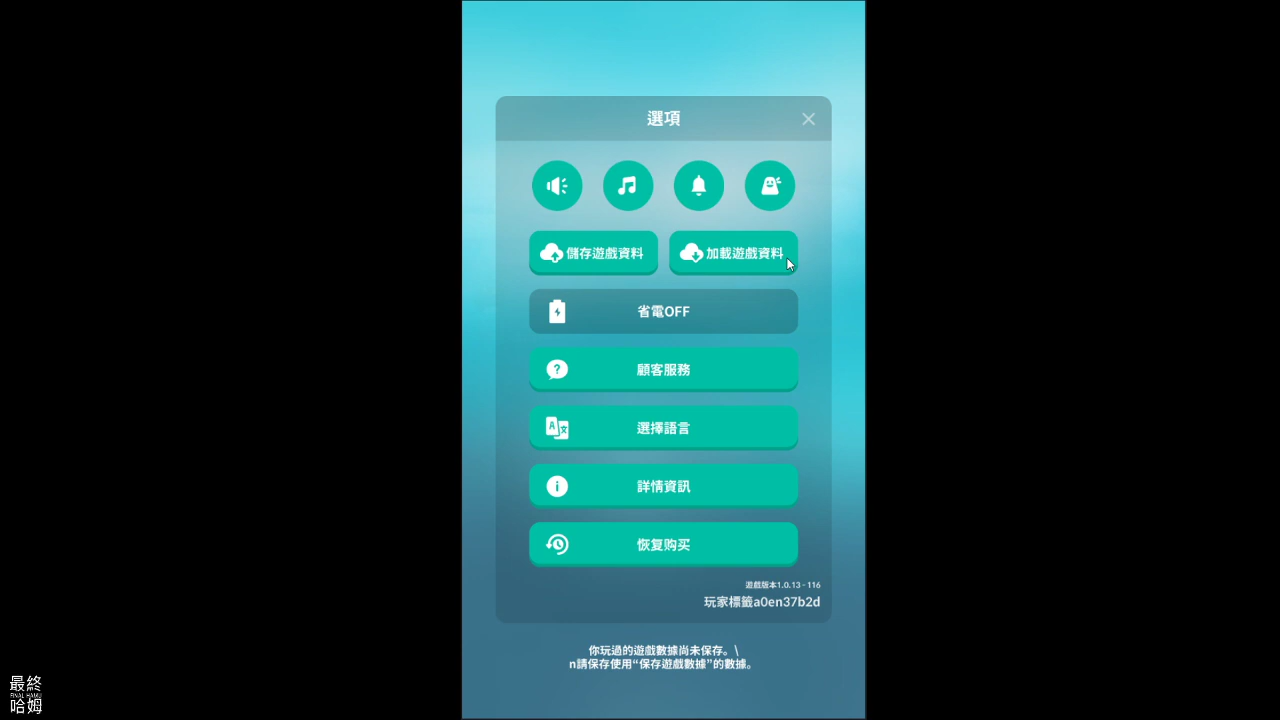 選項
儲存遊戲資料
加載遊戲資料
省電OFF
顧客服務
選擇語言
詳情資訊
恢复购买
遊戲版本1.0.13 - 116
玩家標籤a0en37b2d
你玩過的遊戲數據尚未保存。\
n請保存使用“保存遊戲數據”的數據。
最終
FINAL HAMU
哈姆